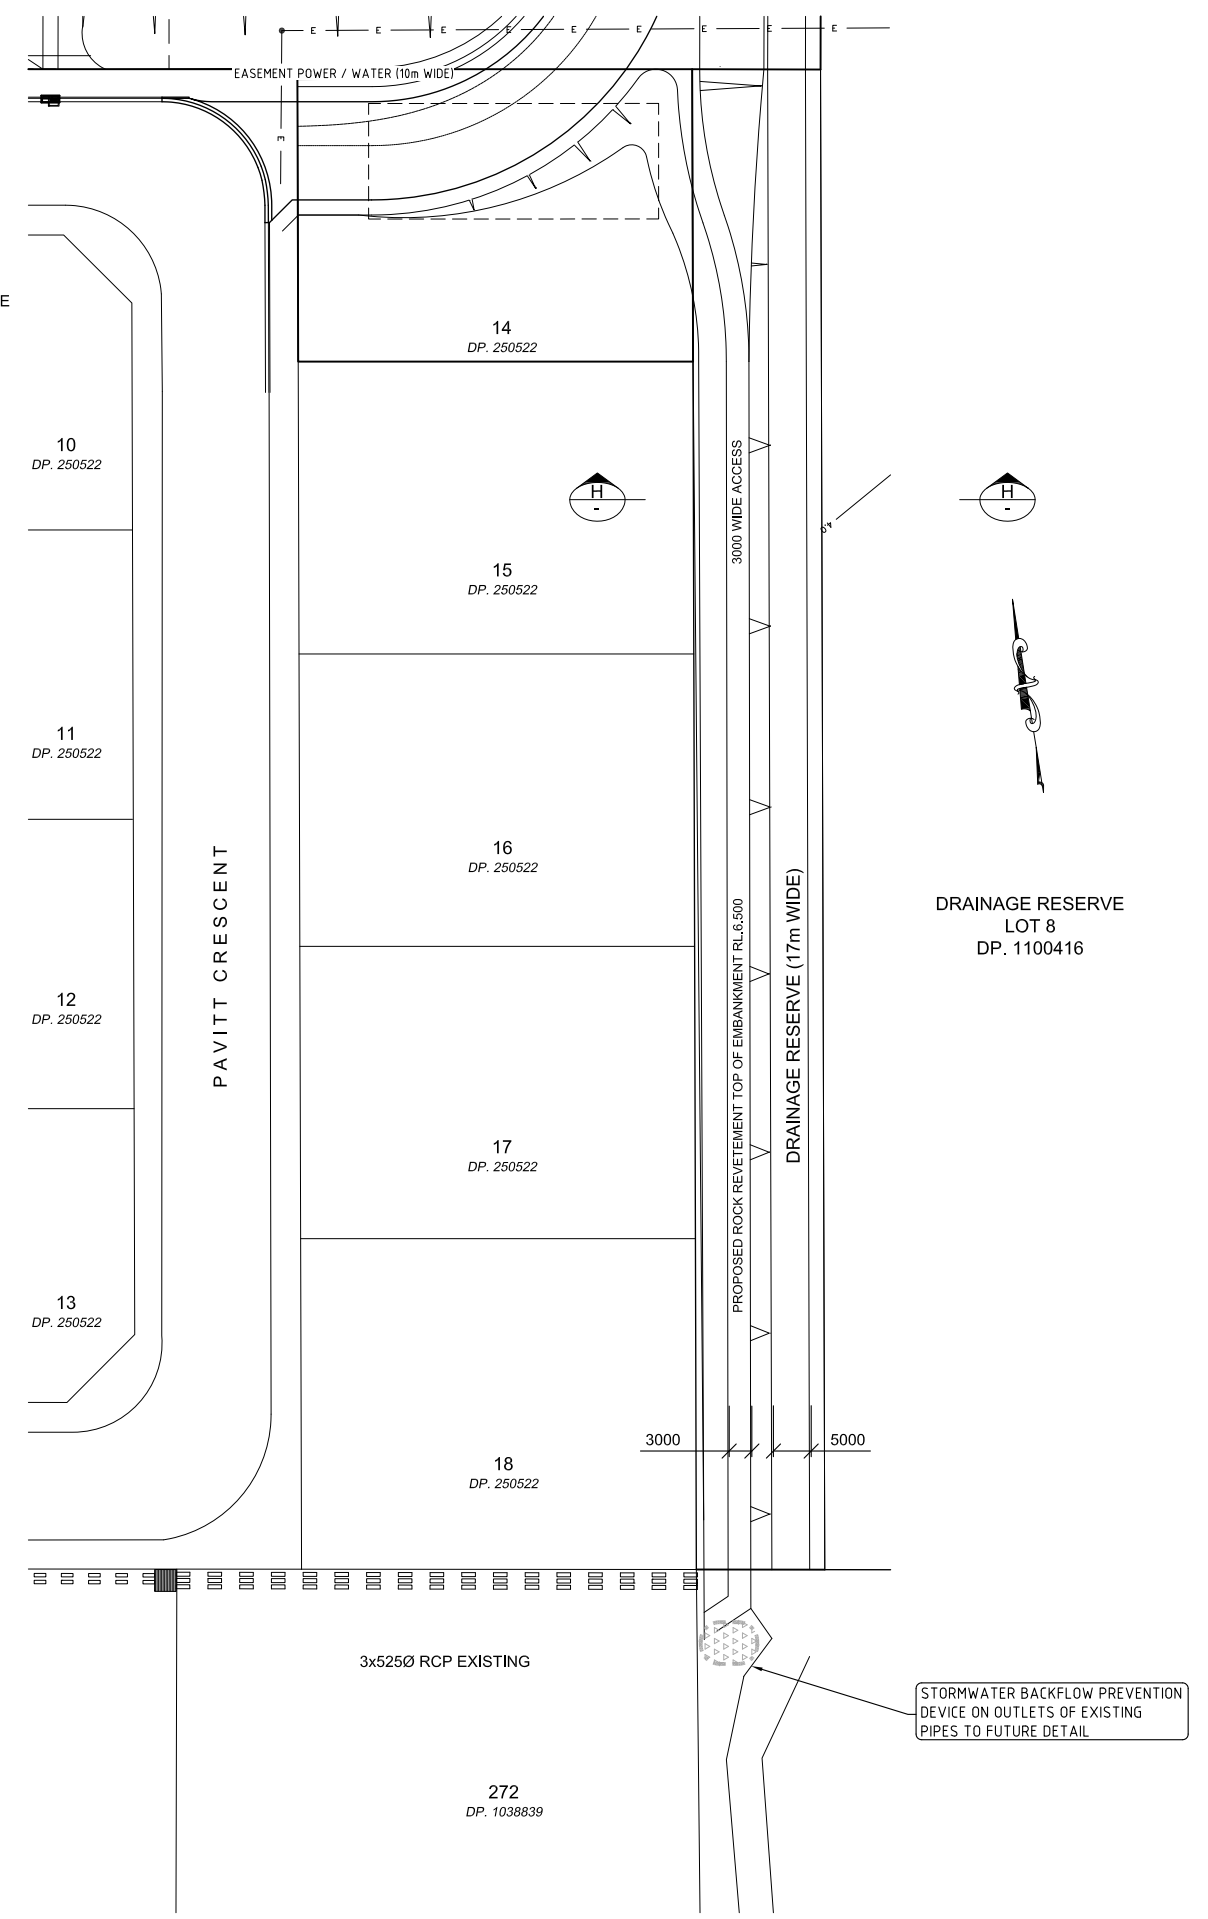 E E E E E E E E E
EASEMENT POWER / WATER (10m WIDE)
E
E
14
DP. 250522
10
DP. 250522
3000 WIDE ACCESS
H
-
H
-
4.0
15
DP. 250522
11
DP. 250522
16
DP. 250522
PAVITT CRESCENT
PROPOSED ROCK REVETEMENT TOP OF EMBANKMENT RL.6.500
DRAINAGE RESERVE (17m WIDE)
DRAINAGE RESERVE
LOT 8
DP. 1100416
12
DP. 250522
17
DP. 250522
13
DP. 250522
3000
5000
18
DP. 250522
3x525Ø RCP EXISTING
STORMWATER BACKFLOW PREVENTION
DEVICE ON OUTLETS OF EXISTING
PIPES TO FUTURE DETAIL
272
DP. 1038839